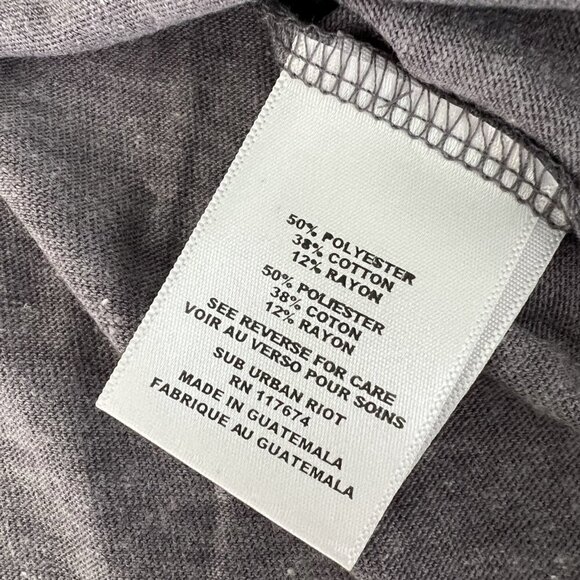 50% POLYESTER
38% COTTON
12% RAYON
50% POLIESTER
38% COTON
12% RAYON
SEE REVERSE FOR CARE
VOIR AU VERSO POUR SOINS
SUB URBAN RIOT
RN 117674
MADE IN GUATEMALA
FABRIQUE AU GUATEMALA